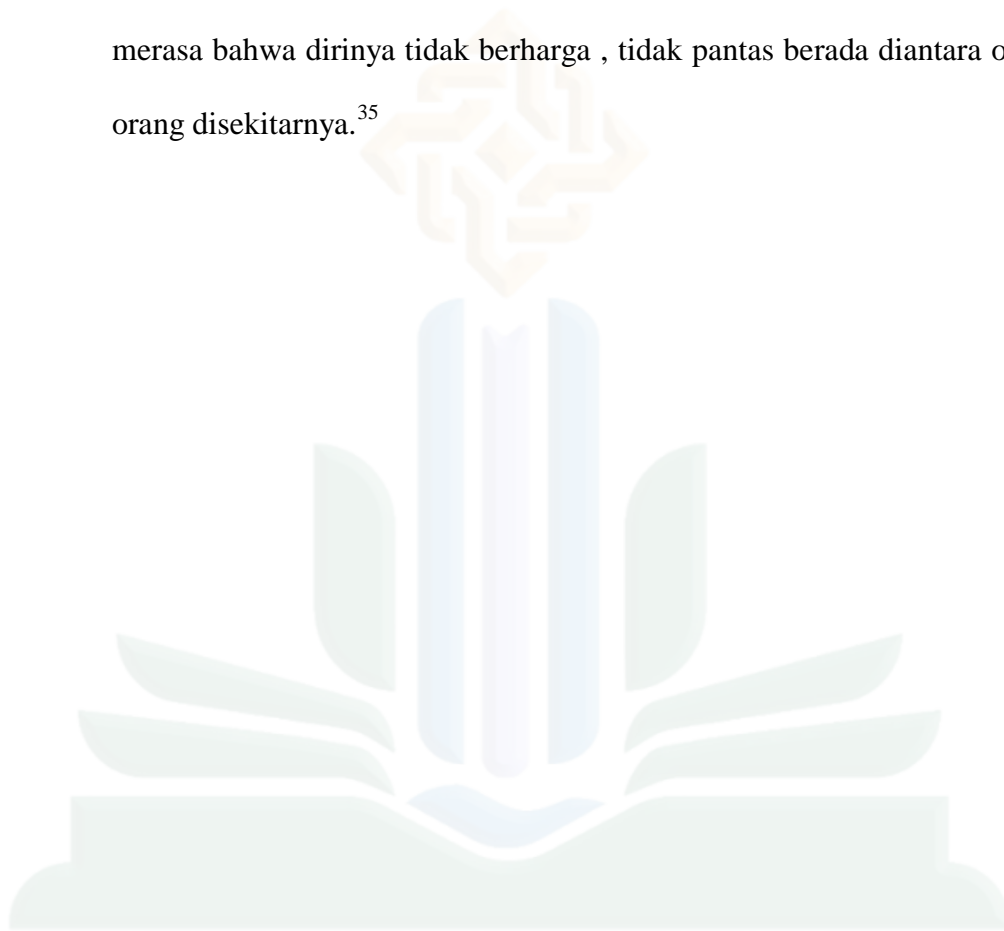 merasa bahwa dirinya tidak berharga , tidak pantas berada diantara o
orang disekitarnya.35